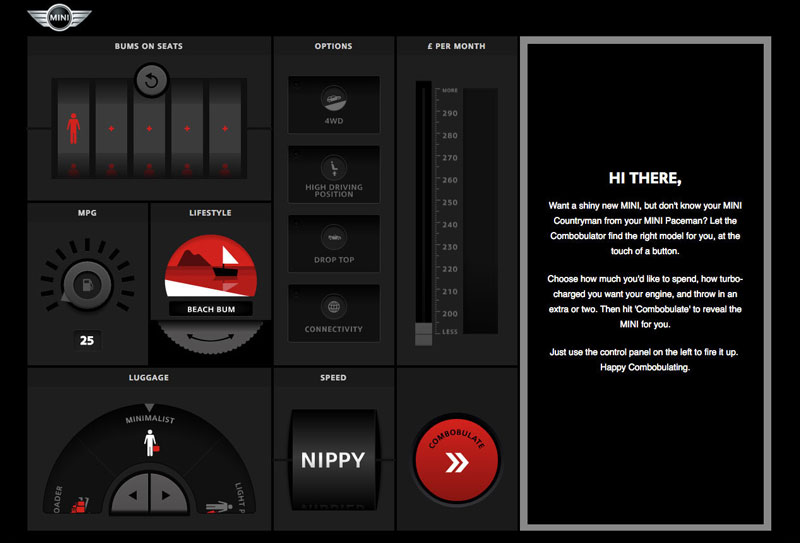 MINI
BUMS ON SEATS
OPTIONS
£ PER MONTH
4WD
HIGH DRIVING
POSITION
DROP TOP
CONNECTIVITY
MORE
290
280
270
260
250
240
230
220
210
200
LESS
MPG
25
LIFESTYLE
BEACH BUM
LUGGAGE
MINIMALIST
OADER
LIGHT P
SPEED
NIPPY
NIPPIER
COMBOBULATE
HI THERE,
Want a shiny new MINI, but don't know your MINI
Countryman from your MINI Paceman? Let the
Combobulator find the right model for you, at the
touch of a button.
Choose how much you'd like to spend, how turbo-
charged you want your engine, and throw in an
extra or two. Then hit 'Combobulate' to reveal the
MINI for you.
Just use the control panel on the left to fire it up.
Happy Combobulating.